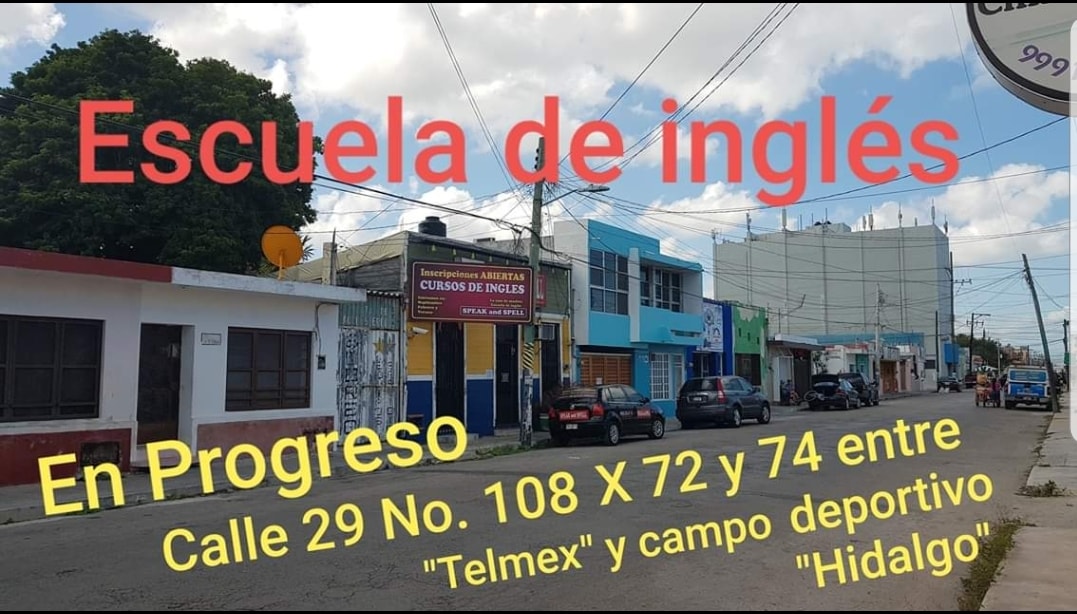 Escuela de inglés
999
Inscripciones ABIERTAS
CURSOS DE INGLES
SPEAK and SPELL
En Progreso
Calle 29 No. 108 X 72 y 74 entre
"Telmex" y campo deportivo
"Hidalgo"